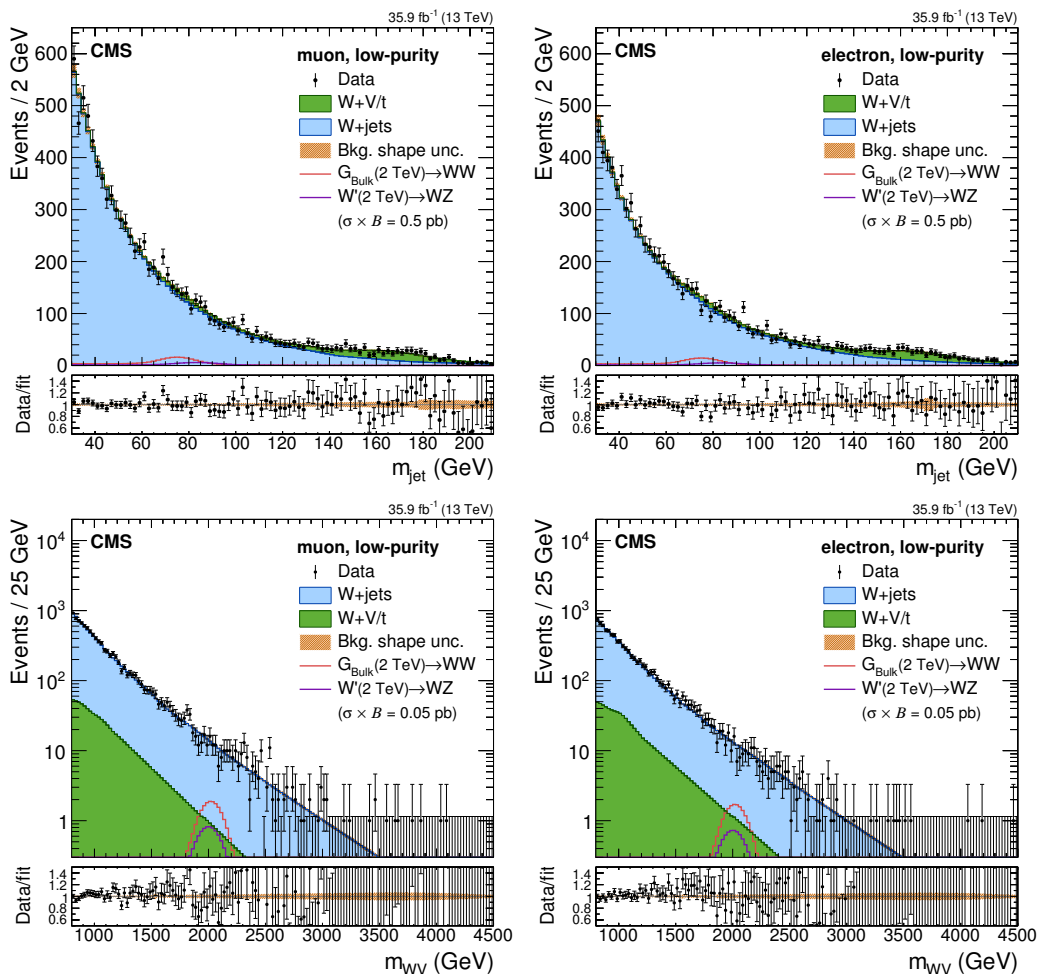 35.9 fb⁻¹ (13 TeV)
CMS
muon, low-purity
Data
W+V/t
W+jets
Bkg. shape unc.
G_Bulk(2 TeV)→WW
W'(2 TeV)→WZ
(σ × B = 0.5 pb)
Events / 2 GeV
600
500
400
300
200
100
0
Data/fit
1.4
1.2
1
0.8
0.6
40 60 80 100 120 140 160 180 200
m_jet (GeV)
35.9 fb⁻¹ (13 TeV)
CMS
electron, low-purity
Data
W+V/t
W+jets
Bkg. shape unc.
G_Bulk(2 TeV)→WW
W'(2 TeV)→WZ
(σ × B = 0.5 pb)
Events / 2 GeV
600
500
400
300
200
100
0
Data/fit
1.4
1.2
1
0.8
0.6
40 60 80 100 120 140 160 180 200
m_jet (GeV)
35.9 fb⁻¹ (13 TeV)
CMS
muon, low-purity
Data
W+jets
W+V/t
Bkg. shape unc.
G_Bulk(2 TeV)→WW
W'(2 TeV)→WZ
(σ × B = 0.05 pb)
Events / 25 GeV
10⁴
10³
10²
10
1
Data/fit
1.4
1.2
1
0.8
0.6
1000 1500 2000 2500 3000 3500 4000 4500
m_WV (GeV)
35.9 fb⁻¹ (13 TeV)
CMS
electron, low-purity
Data
W+jets
W+V/t
Bkg. shape unc.
G_Bulk(2 TeV)→WW
W'(2 TeV)→WZ
(σ × B = 0.05 pb)
Events / 25 GeV
10⁴
10³
10²
10
1
Data/fit
1.4
1.2
1
0.8
0.6
1000 1500 2000 2500 3000 3500 4000 4500
m_WV (GeV)